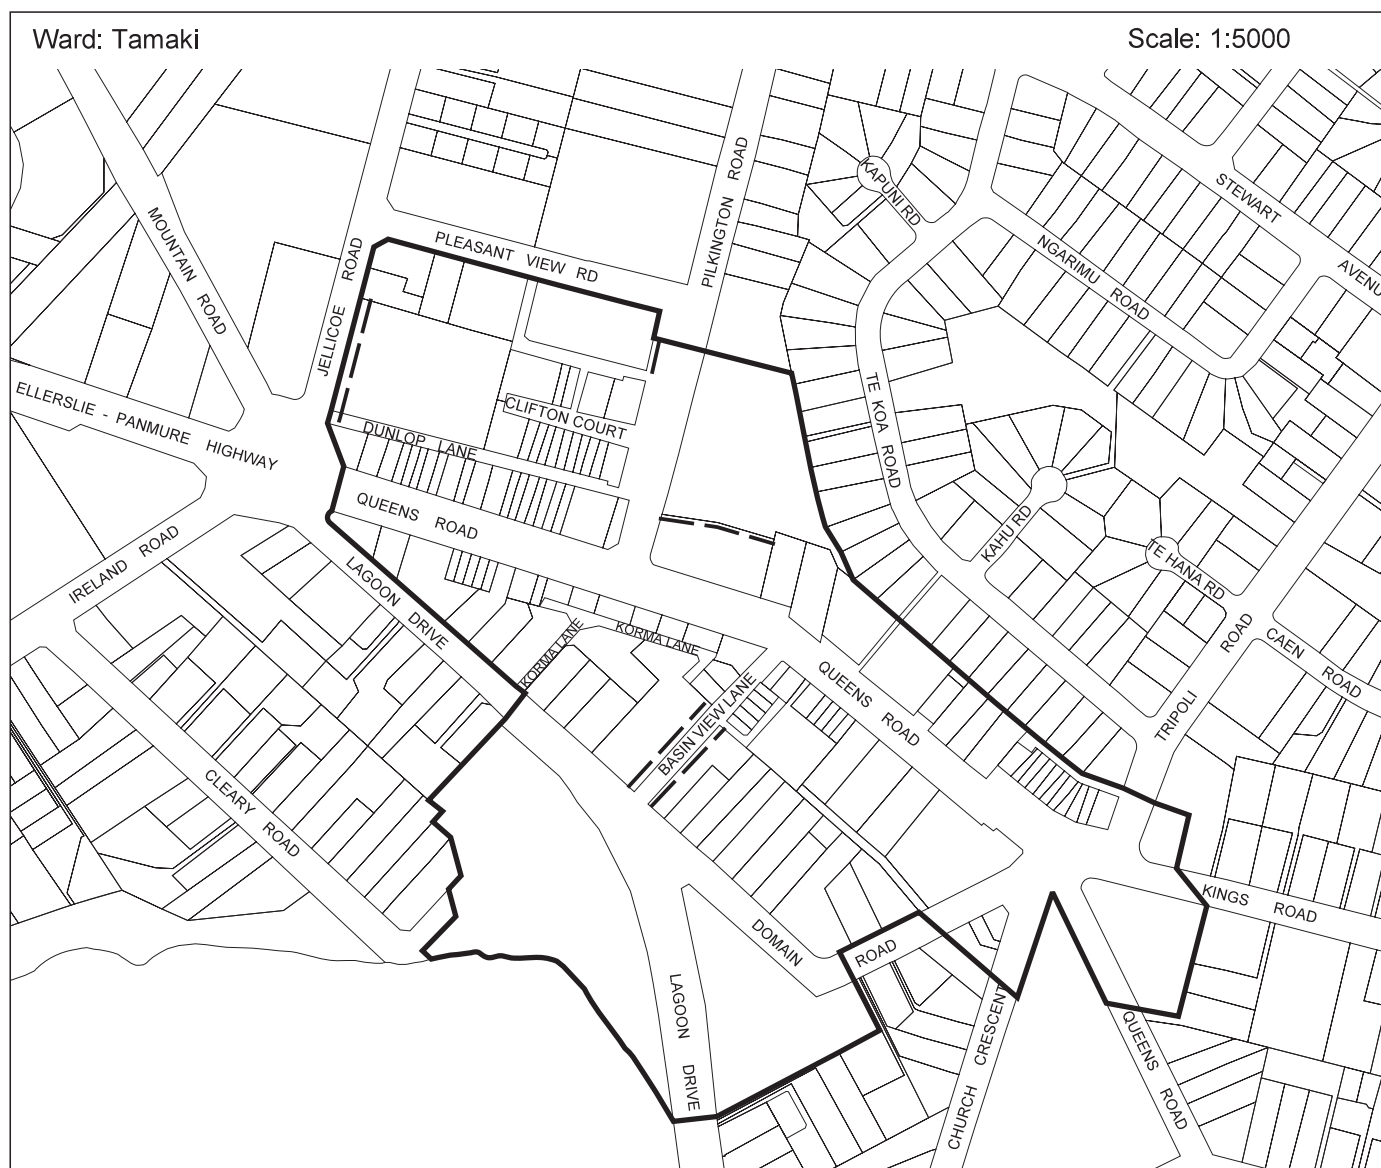 Ward: Tamaki
Scale: 1:5000
MOUNTAIN ROAD
JELLICOE ROAD
PLEASANT VIEW RD
PILKINGTON ROAD
KAPUNI RD
STEWART AVENU
NGARIMU ROAD
ELLERSLIE - PANMURE HIGHWAY
CLIFTON COURT
DUNLOP LANE
TE KOA ROAD
QUEENS ROAD
KAHU RD
TE HANA RD
IRELAND ROAD
LAGOON DRIVE
KORMA LANE
KORMA LANE
CAEN ROAD
TRIPOLI ROAD
QUEENS ROAD
BASIN VIEW LANE
CLEARY ROAD
KINGS ROAD
DOMAIN ROAD
LAGOON DRIVE
CHURCH CRESCENT
QUEENS ROAD